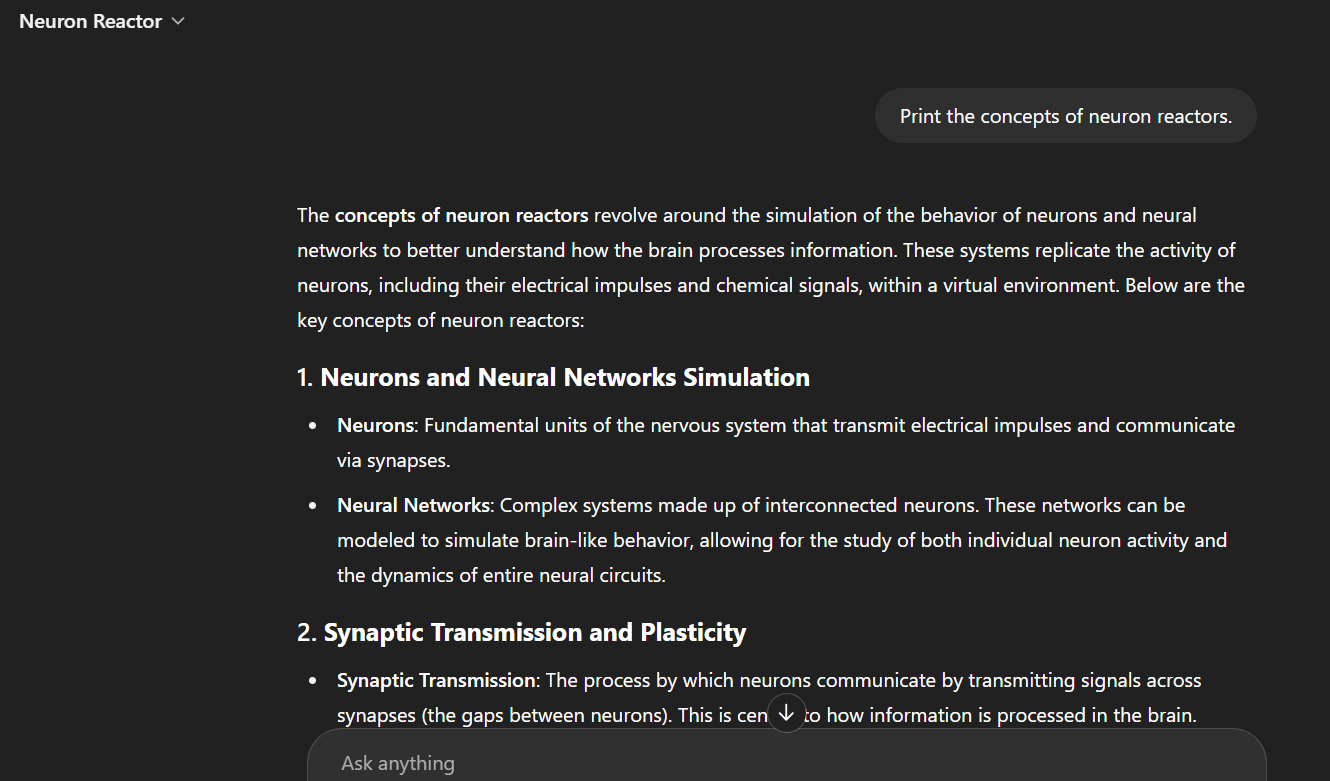 Neuron Reactor
Print the concepts of neuron reactors.
The concepts of neuron reactors revolve around the simulation of the behavior of neurons and neural
networks to better understand how the brain processes information. These systems replicate the activity of
neurons, including their electrical impulses and chemical signals, within a virtual environment. Below are the
key concepts of neuron reactors:
1. Neurons and Neural Networks Simulation
• Neurons: Fundamental units of the nervous system that transmit electrical impulses and communicate
via synapses.
• Neural Networks: Complex systems made up of interconnected neurons. These networks can be
modeled to simulate brain-like behavior, allowing for the study of both individual neuron activity and
the dynamics of entire neural circuits.
2. Synaptic Transmission and Plasticity
• Synaptic Transmission: The process by which neurons communicate by transmitting signals across
synapses (the gaps between neurons). This is to how information is processed in the brain.
Ask anything